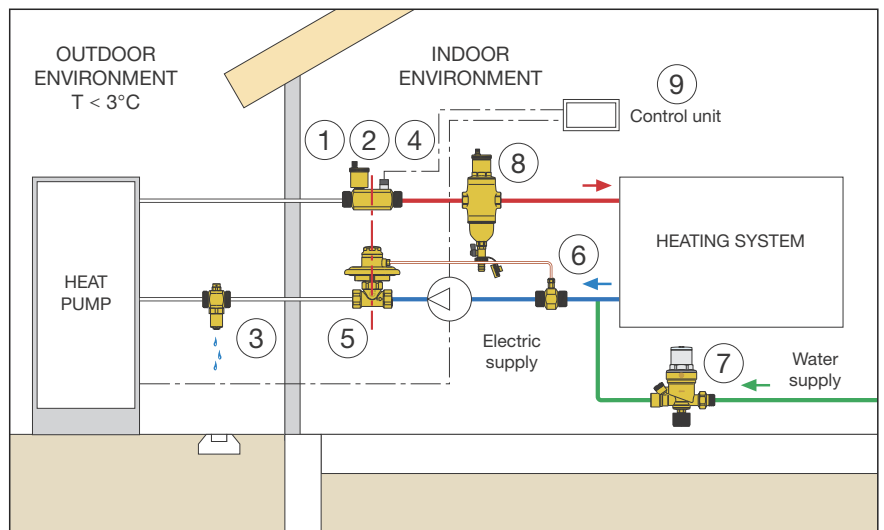 OUTDOOR
ENVIRONMENT
T < 3°C
INDOOR
ENVIRONMENT
9
Control unit
1
2
4
8
HEAT
PUMP
HEATING SYSTEM
6
3
5
Electric
supply
7
Water
supply